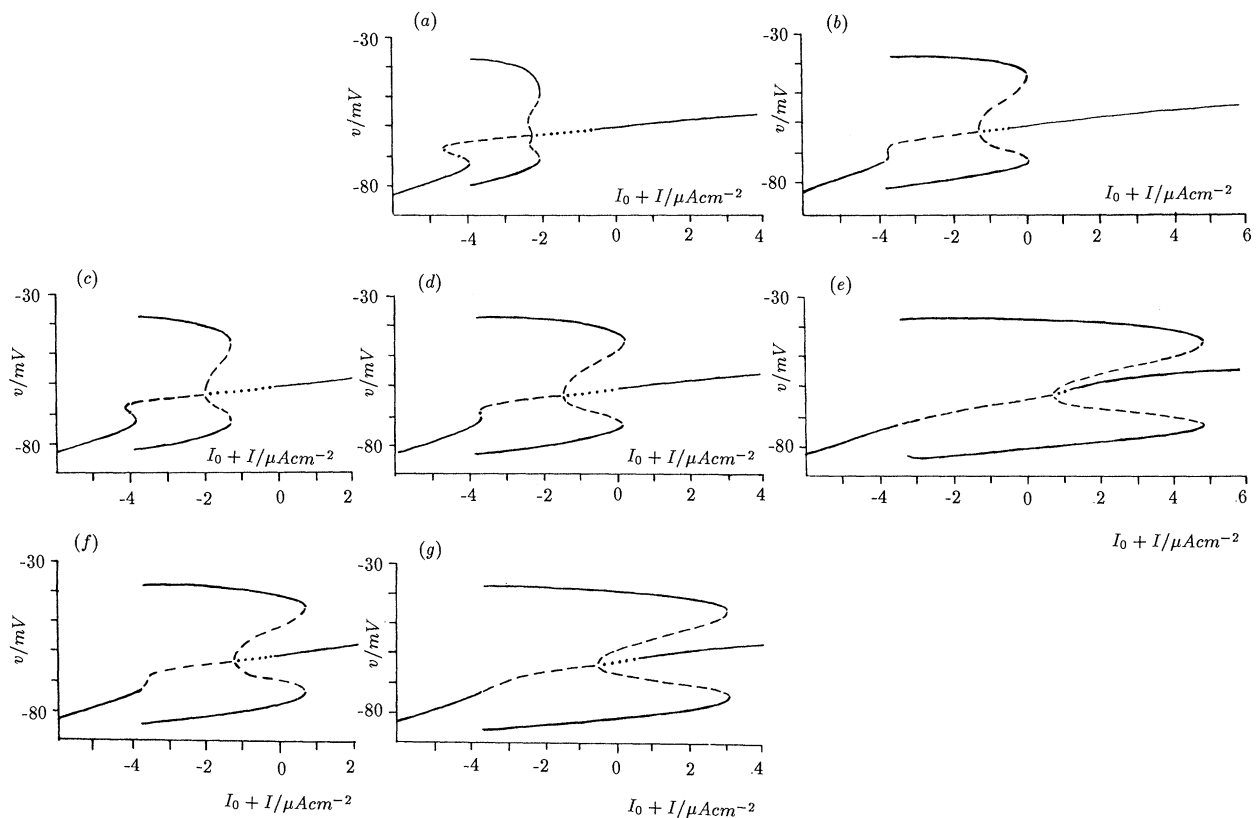 (a)
-30
v/mV
-80
I₀ + I/μAcm⁻²
-4 -2 0 2 4
(b)
-30
v/mV
-80
I₀ + I/μAcm⁻²
-4 -2 0 2 4 6
(c)
-30
v/mV
-80
I₀ + I/μAcm⁻²
-4 -2 0 2
(d)
-30
v/mV
-80
I₀ + I/μAcm⁻²
-4 -2 0 2 4
(e)
-30
v/mV
-80
-4 -2 0 .2 4 .6
I₀ + I/μAcm⁻²
(f)
-30
v/mV
-80
-4 -2 0 2
I₀ + I/μAcm⁻²
(g)
-30
v/mV
-80
-4 -2 0 2 .4
I₀ + I/μAcm⁻²